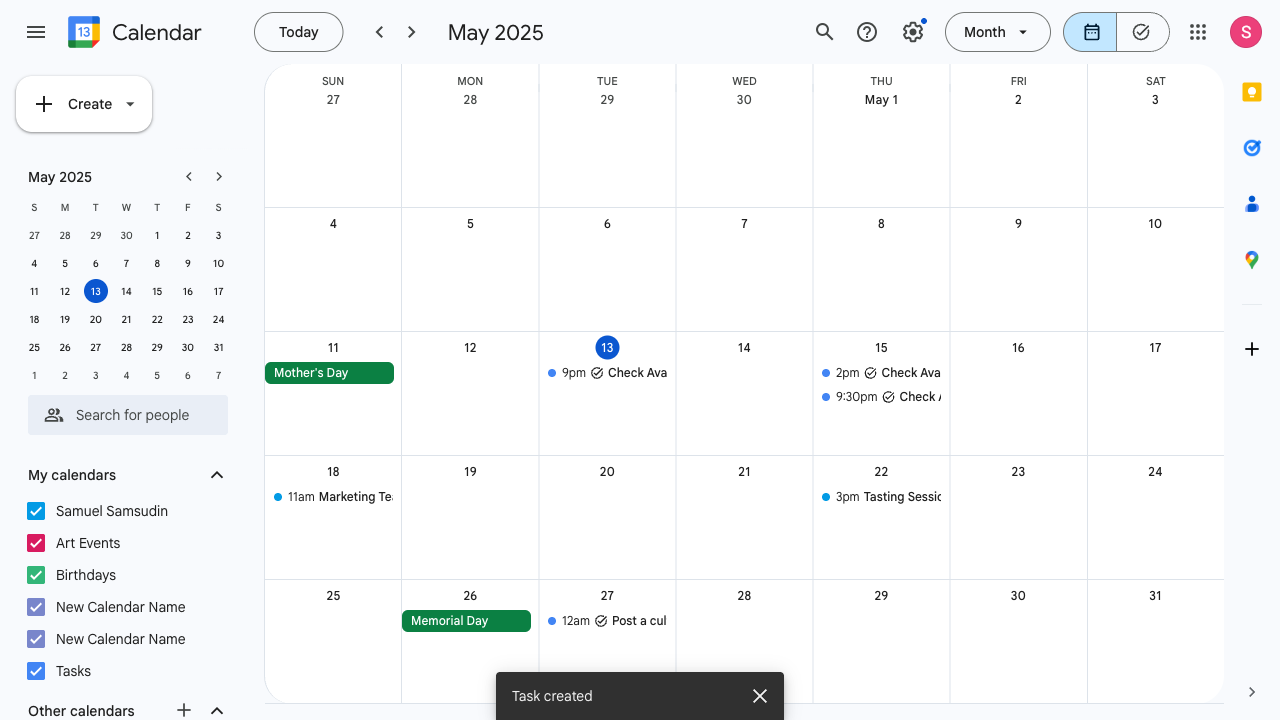 13
Calendar
Today
May 2025
Month
S
Create
May 2025
S M T W T F S
27 28 29 30 1 2 3
4 5 6 7 8 9 10
11 12 13 14 15 16 17
18 19 20 21 22 23 24
25 26 27 28 29 30 31
1 2 3 4 5 6 7
Search for people
My calendars
Samuel Samsudin
Art Events
Birthdays
New Calendar Name
New Calendar Name
Tasks
Other calendars
SUN MON TUE WED THU FRI SAT
27 28 29 30 May 1 2 3
4 5 6 7 8 9 10
11 12 13 14 15 16 17
Mother's Day
9pm Check Ava
2pm Check Ava
9:30pm Check
18 19 20 21 22 23 24
11am Marketing Te
3pm Tasting Sessio
25 26 27 28 29 30 31
Memorial Day
12am Post a cul
Task created